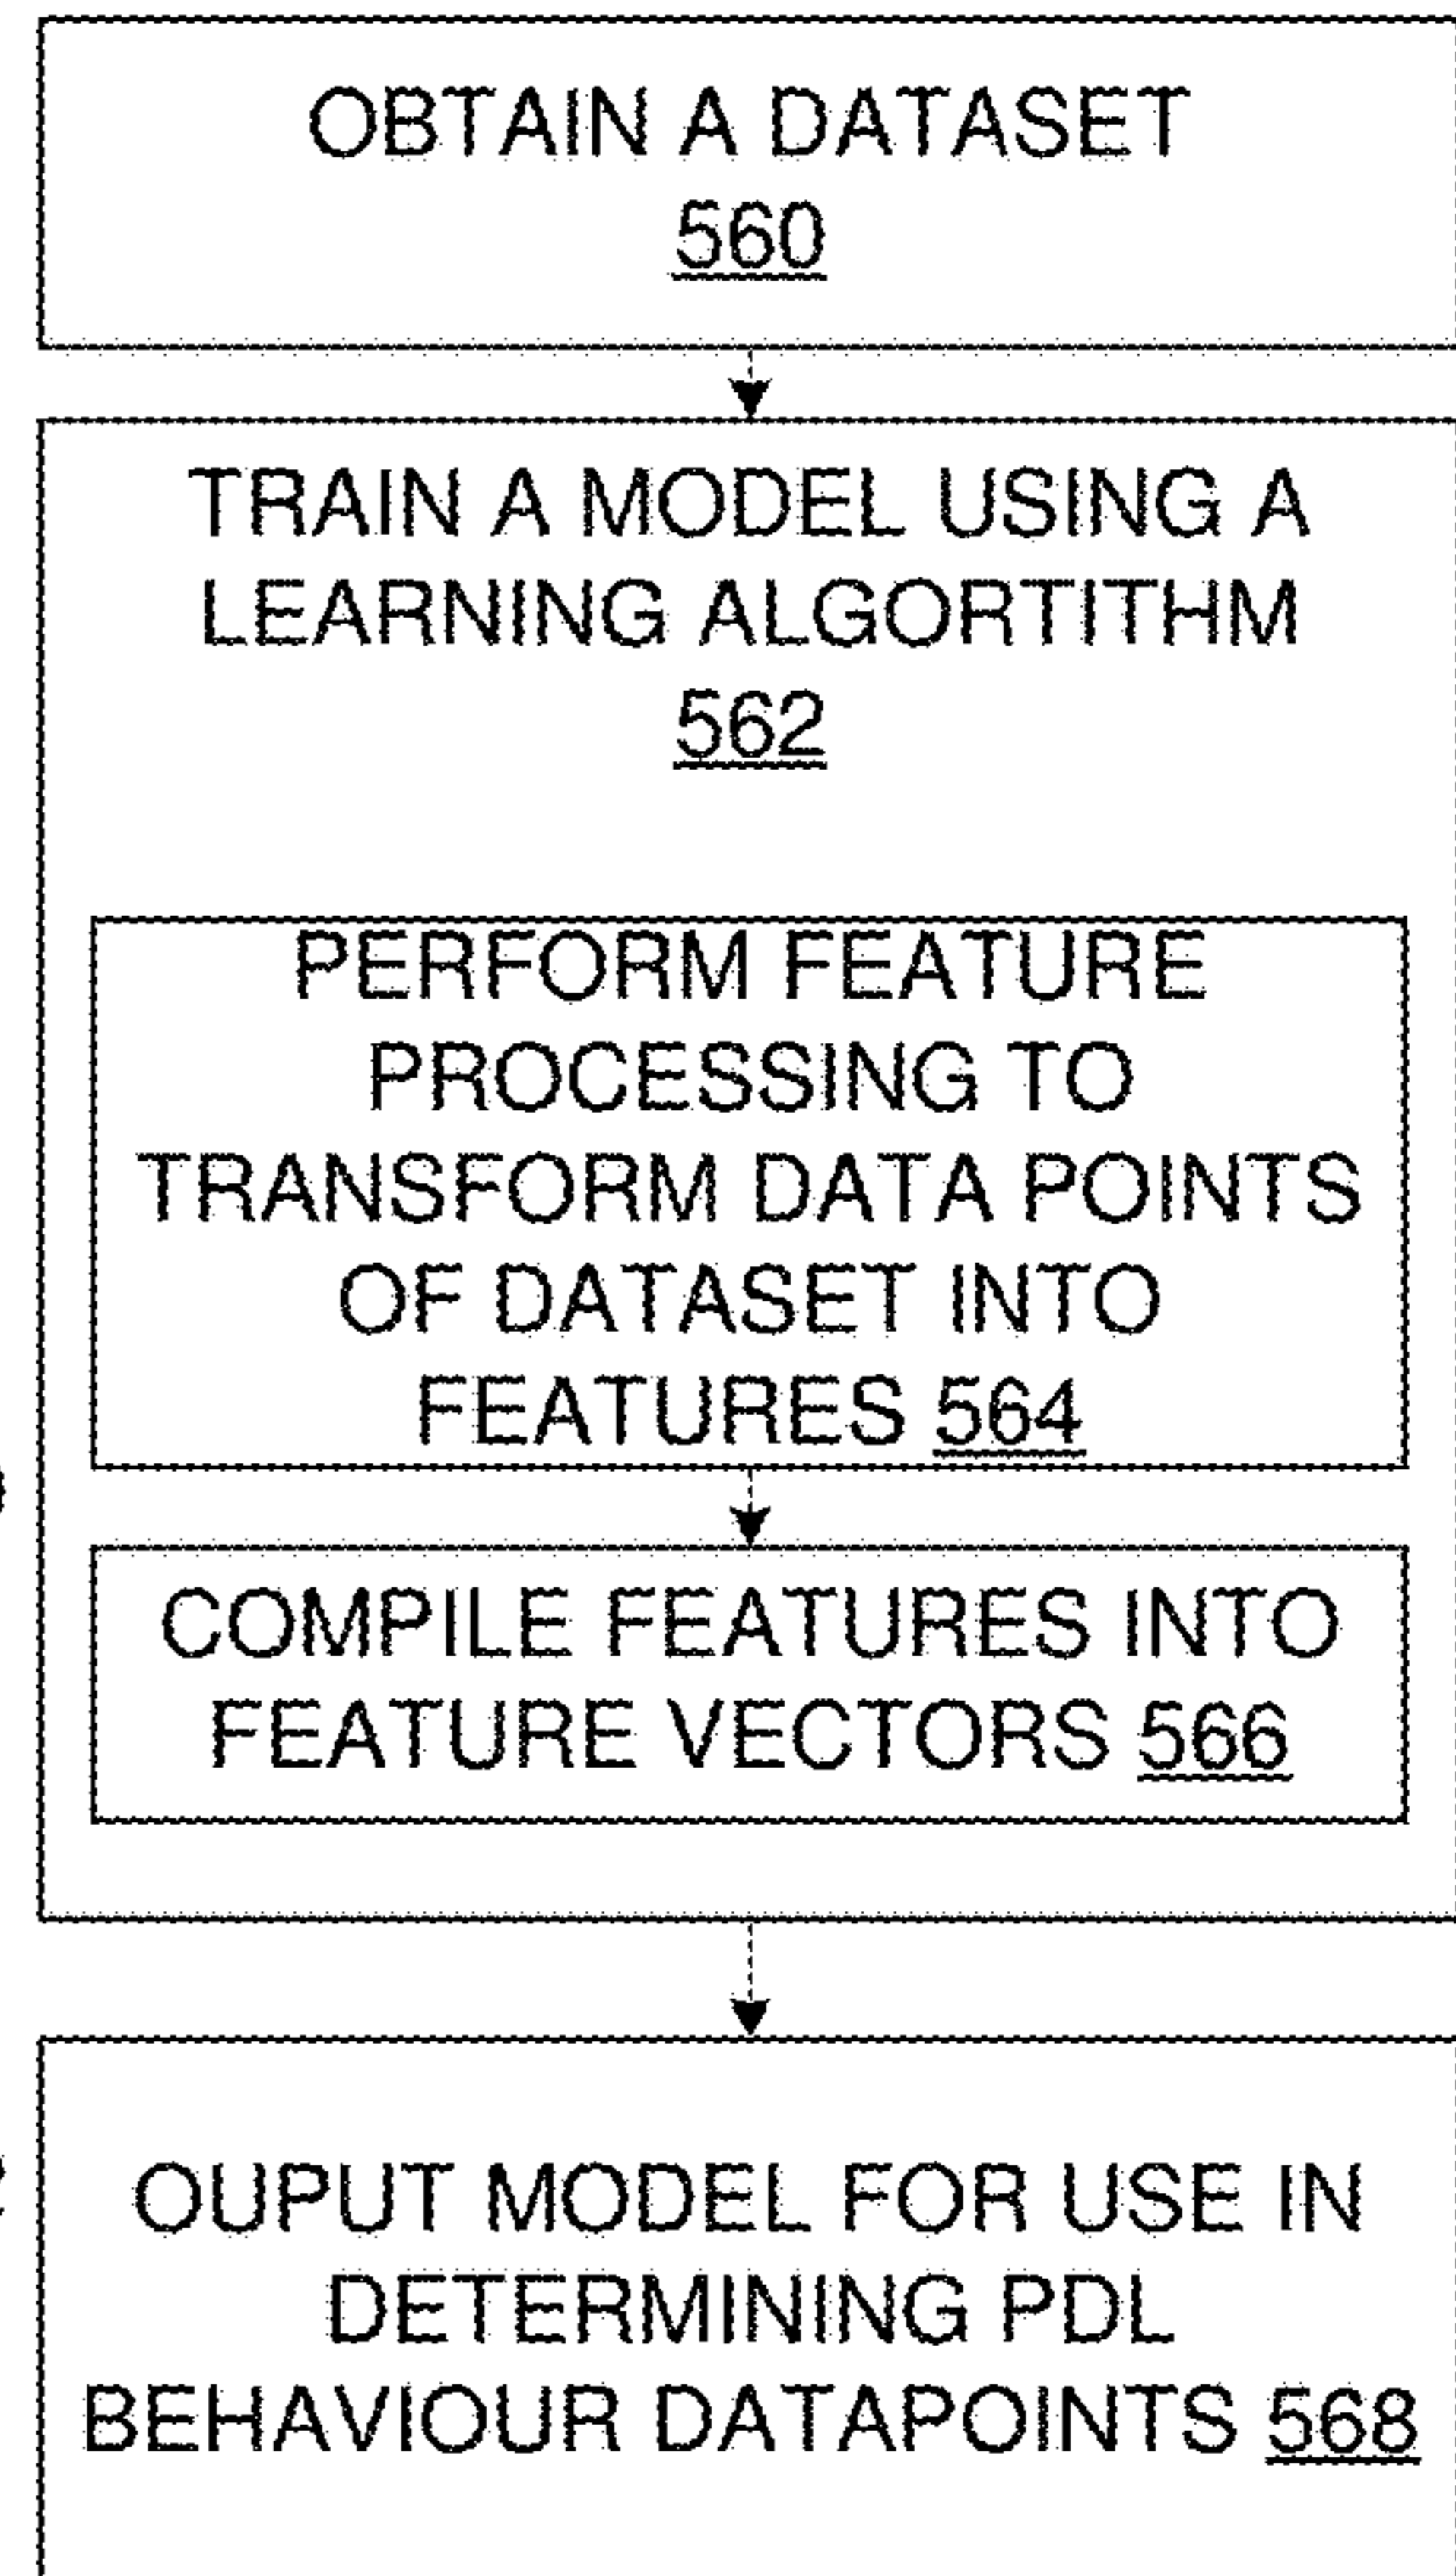 OBTAIN A DATASET
560
TRAIN A MODEL USING A
LEARNING ALGORTITHM
562
PERFORM FEATURE
PROCESSING TO
TRANSFORM DATA POINTS
OF DATASET INTO
FEATURES 564
COMPILE FEATURES INTO
FEATURE VECTORS 566
OUPUT MODEL FOR USE IN
DETERMINING PDL
BEHAVIOUR DATAPOINTS 568